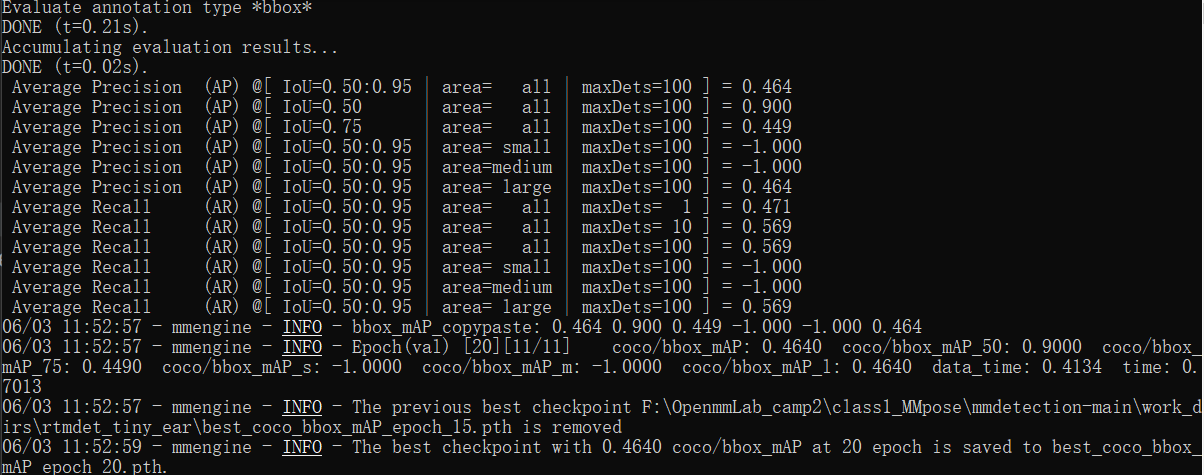 Evaluate annotation type *bbox*
DONE (t=0.21s).
Accumulating evaluation results...
DONE (t=0.02s).
Average Precision  (AP) @[ IoU=0.50:0.95 | area=   all | maxDets=100 ] = 0.464
Average Precision  (AP) @[ IoU=0.50      | area=   all | maxDets=100 ] = 0.900
Average Precision  (AP) @[ IoU=0.75      | area=   all | maxDets=100 ] = 0.449
Average Precision  (AP) @[ IoU=0.50:0.95 | area= small | maxDets=100 ] = -1.000
Average Precision  (AP) @[ IoU=0.50:0.95 | area=medium | maxDets=100 ] = -1.000
Average Precision  (AP) @[ IoU=0.50:0.95 | area= large | maxDets=100 ] = 0.464
Average Recall     (AR) @[ IoU=0.50:0.95 | area=   all | maxDets=  1 ] = 0.471
Average Recall     (AR) @[ IoU=0.50:0.95 | area=   all | maxDets= 10 ] = 0.569
Average Recall     (AR) @[ IoU=0.50:0.95 | area=   all | maxDets=100 ] = 0.569
Average Recall     (AR) @[ IoU=0.50:0.95 | area= small | maxDets=100 ] = -1.000
Average Recall     (AR) @[ IoU=0.50:0.95 | area=medium | maxDets=100 ] = -1.000
Average Recall     (AR) @[ IoU=0.50:0.95 | area= large | maxDets=100 ] = 0.569
06/03 11:52:57 - mmengine - INFO - bbox_mAP_copypaste: 0.464 0.900 0.449 -1.000 -1.000 0.464
06/03 11:52:57 - mmengine - INFO - Epoch(val) [20][11/11]    coco/bbox_mAP: 0.4640  coco/bbox_mAP_50: 0.9000  coco/bbox_
mAP_75: 0.4490  coco/bbox_mAP_s: -1.0000  coco/bbox_mAP_m: -1.0000  coco/bbox_mAP_l: 0.4640  data_time: 0.4134  time: 0.
7013
06/03 11:52:57 - mmengine - INFO - The previous best checkpoint F:\OpenmmLab_camp2\class1_MMpose\mmdetection-main\work_d
irs\rtmdet_tiny_ear\best_coco_bbox_mAP_epoch_15.pth is removed
06/03 11:52:59 - mmengine - INFO - The best checkpoint with 0.4640 coco/bbox_mAP at 20 epoch is saved to best_coco_bbox_
mAP_epoch_20.pth.